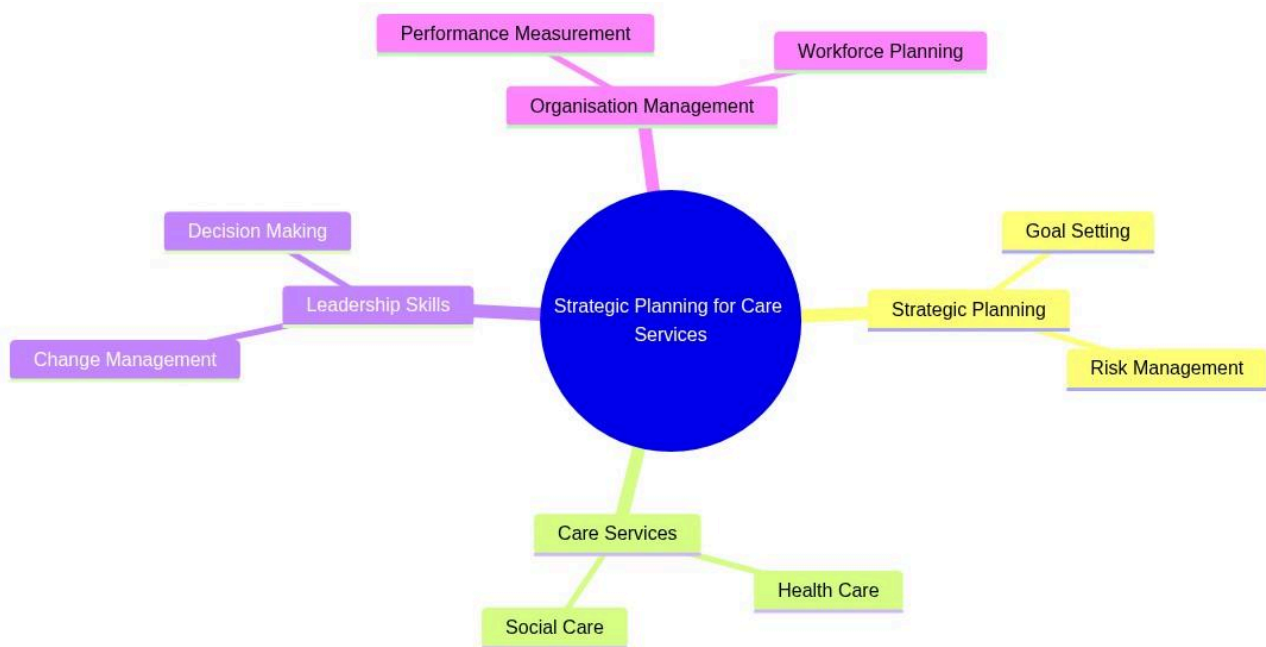 Performance Measurement
Workforce Planning
Organisation Management
Decision Making
Goal Setting
Leadership Skills
Strategic Planning for Care
Services
Strategic Planning
Change Management
Risk Management
Care Services
Health Care
Social Care